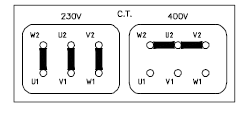 230V C.T. 400V
W2 U2 V2 W2 U2 V2
U1 V1 W1 U1 V1 W1